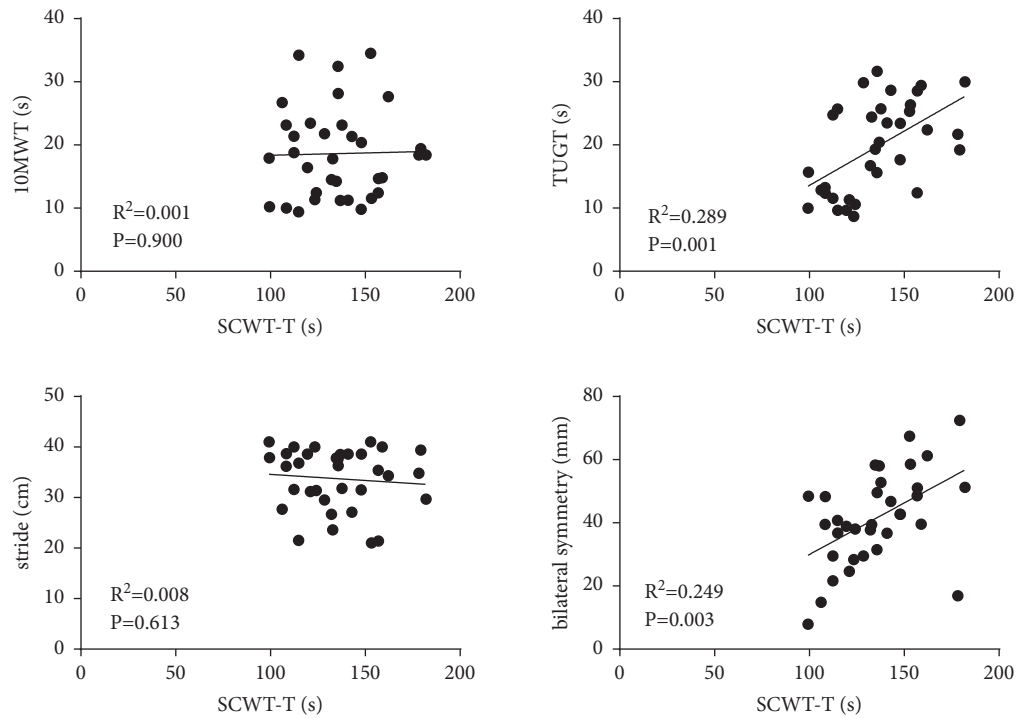 10MWT (s)
40
30
20
10
0
R²=0.001
P=0.900
0 50 100 150 200
SCWT-T (s)
TUGT (s)
40
30
20
10
0
R²=0.289
P=0.001
0 50 100 150 200
SCWT-T (s)
stride (cm)
50
40
30
20
10
0
R²=0.008
P=0.613
0 50 100 150 200
SCWT-T (s)
bilateral symmetry (mm)
80
60
40
20
0
R²=0.249
P=0.003
0 50 100 150 200
SCWT-T (s)